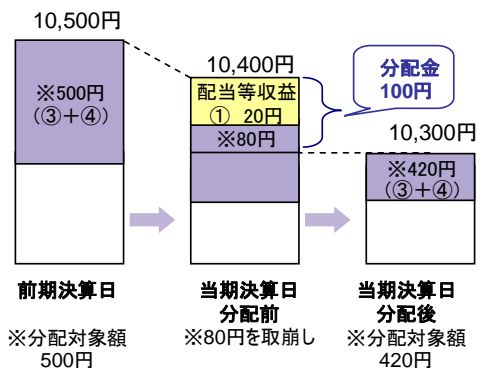 10,500円
※500円
（③＋④）
前期決算日
※分配対象額
500円
10,400円
配当等収益
① 20円
※80円
分配金
100円
当期決算日
分配前
※80円を取崩し
10,300円
※420円
（③＋④）
当期決算日
分配後
※分配対象額
420円